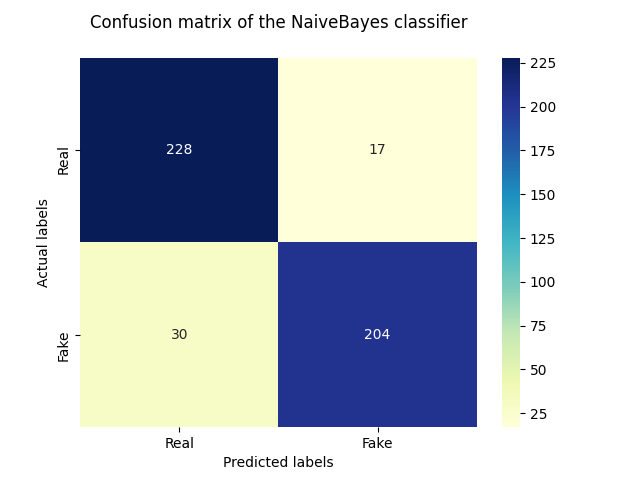 Confusion matrix of the NaiveBayes classifier
Actual labels
Real
228
17
Fake
30
204
Real
Fake
Predicted labels
225
200
175
150
125
100
75
50
25